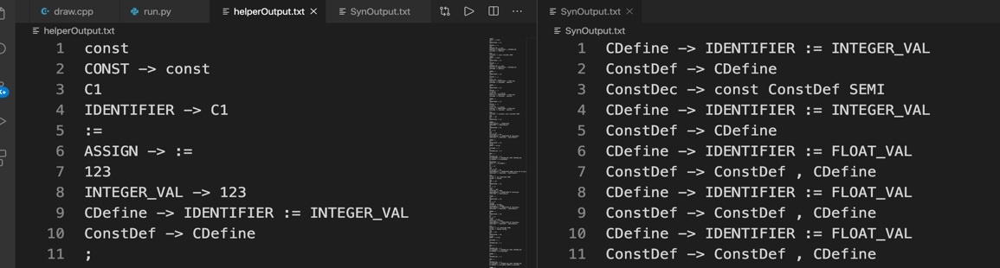 draw.cpp
run.py
helperOutput.txt
SynOutput.txt
helperOutput.txt
1 const
2 CONST -> const
3 C1
4 IDENTIFIER -> C1
5 :=
6 ASSIGN -> :=
7 123
8 INTEGER_VAL -> 123
9 CDefine -> IDENTIFIER := INTEGER_VAL
10 ConstDef -> CDefine
11 ;
SynOutput.txt
SynOutput.txt
1 CDefine -> IDENTIFIER := INTEGER_VAL
2 ConstDef -> CDefine
3 ConstDec -> const ConstDef SEMI
4 CDefine -> IDENTIFIER := INTEGER_VAL
5 ConstDef -> CDefine
6 CDefine -> IDENTIFIER := FLOAT_VAL
7 ConstDef -> ConstDef , CDefine
8 CDefine -> IDENTIFIER := FLOAT_VAL
9 ConstDef -> ConstDef , CDefine
10 CDefine -> IDENTIFIER := FLOAT_VAL
11 ConstDef -> ConstDef , CDefine